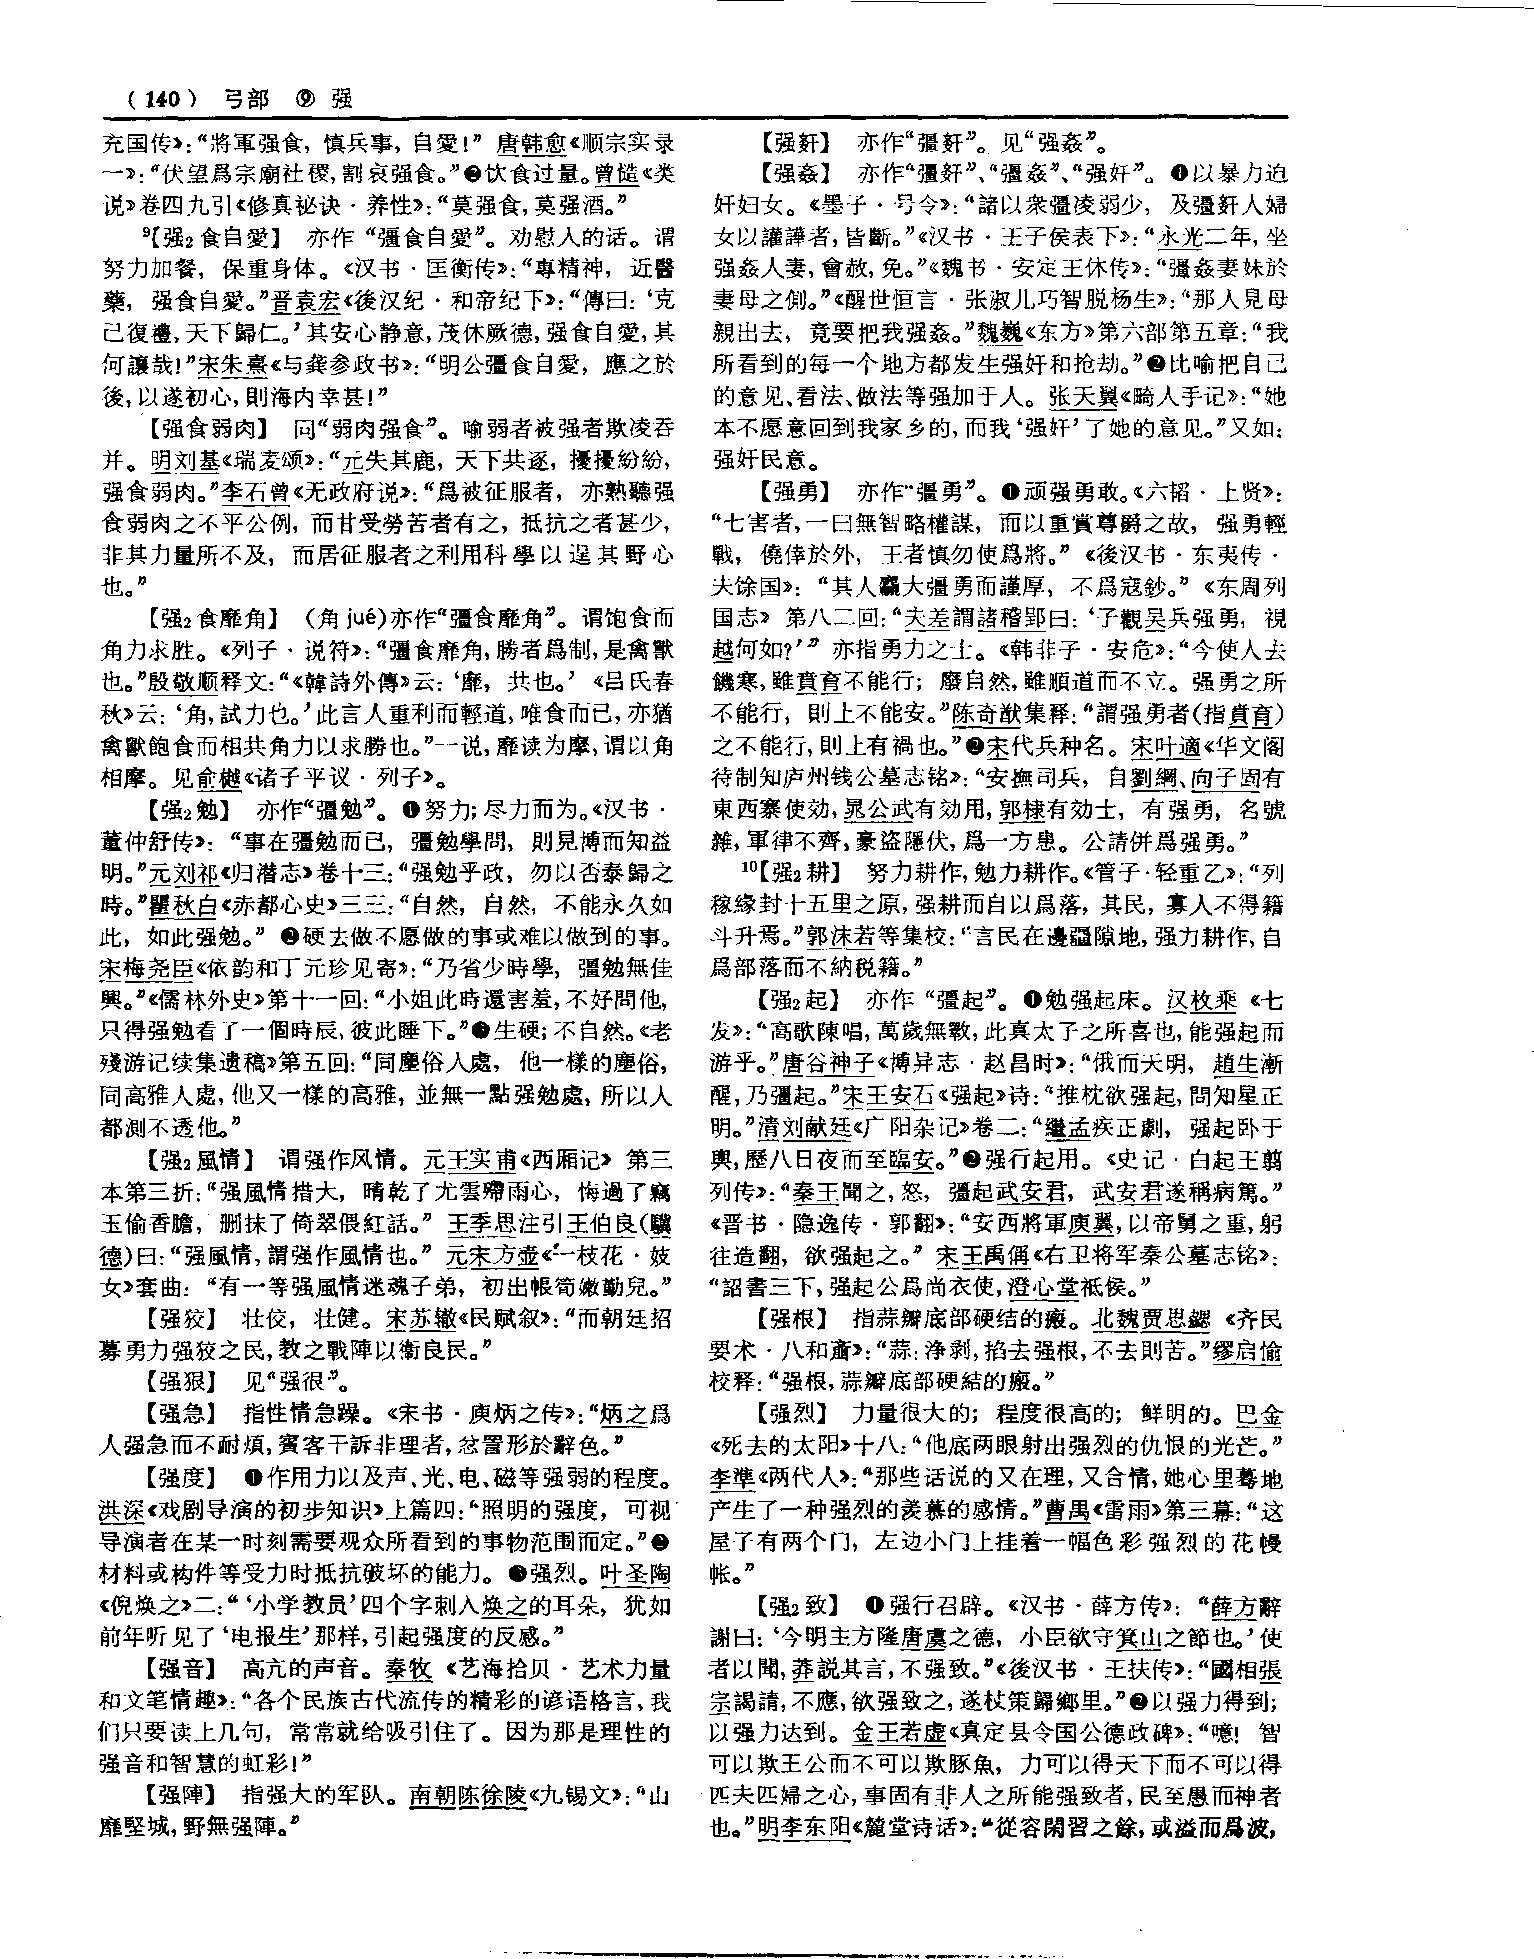 （140） 弓部 ⑨ 强
充国传》：“將軍强食，慎兵事，自愛！” 唐韩愈《顺宗实录
一》：“伏望爲宗廟社稷，割哀强食。”❷饮食过量。曾慥《类
说》卷四九引《修真祕诀·养性》：“莫强食，莫强酒。”
⁹【强₂食自愛】 亦作 “彊食自愛”。劝慰人的话。谓
努力加餐，保重身体。《汉书·匡衡传》：“專精神，近醫
藥，强食自愛。”晋袁宏《後汉纪·和帝纪下》：“傳曰：‘克
己復禮，天下歸仁。’其安心静意，茂休厥德，强食自愛，其
何讓哉！”宋朱熹《与龚参政书》：“明公彊食自愛，應之於
後，以遂初心，則海内幸甚！”
【强食弱肉】 同“弱肉强食”。喻弱者被强者欺凌吞
并。明刘基《瑞麦颂》：“元失其鹿，天下共逐，擾擾紛紛，
强食弱肉。”李石曾《无政府说》：“爲被征服者，亦熟聽强
食弱肉之不平公例，而甘受勞苦者有之，抵抗之者甚少，
非其力量所不及，而居征服者之利用科學以逞其野心
也。”
【强₂食靡角】 （角 jué）亦作“彊食靡角”。谓饱食而
角力求胜。《列子·说符》：“彊食靡角，勝者爲制，是禽獸
也。”殷敬顺释文：“《韓詩外傳》云：‘靡，共也。’《吕氏春
秋》云：‘角，試力也。’此言人重利而輕道，唯食而已，亦猶
禽獸飽食而相共角力以求勝也。”一说，靡读为摩，谓以角
相摩。见俞樾《诸子平议·列子》。
【强₂勉】 亦作“彊勉”。❶努力；尽力而为。《汉书·
董仲舒传》：“事在彊勉而已，彊勉學問，則見博而知益
明。”元刘祁《归潜志》卷十三：“强勉乎政，勿以否泰歸之
時。”瞿秋白《赤都心史》三三：“自然，自然，不能永久如
此，如此强勉。” ❷硬去做不愿做的事或难以做到的事。
宋梅尧臣《依韵和丁元珍见寄》：“乃省少時學，彊勉無佳
興。”《儒林外史》第十一回：“小姐此時還害羞，不好問他，
只得强勉看了一個時辰，彼此睡下。”❸生硬；不自然。《老
残游记续集遗稿》第五回：“同塵俗人處，他一樣的塵俗，
同高雅人處，他又一樣的高雅，並無一點强勉處，所以人
都測不透他。”
【强₂風情】 谓强作风情。元王实甫《西厢记》第三
本第三折：“强風情措大，晴乾了尤雲殢雨心，悔過了竊
玉偷香膽，删抹了倚翠偎紅話。” 王季思注引王伯良（驥
德）曰：“强風情，謂强作風情也。” 元宋方壶《一枝花·妓
女》套曲：“有一等强風情迷魂子弟，初出帳筍嫩勤兒。”
【强狡】 壮佼，壮健。宋苏辙《民赋叙》：“而朝廷招
募勇力强狡之民，教之戰陣以衛良民。”
【强狠】 见“强很”。
【强急】 指性情急躁。《宋书·庾炳之传》：“炳之爲
人强急而不耐煩，賓客干訴非理者，忿詈形於辭色。”
【强度】 ❶作用力以及声、光、电、磁等强弱的程度。
洪深《戏剧导演的初步知识》上篇四：“照明的强度，可视
导演者在某一时刻需要观众所看到的事物范围而定。”❷
材料或构件等受力时抵抗破坏的能力。❸强烈。叶圣陶
《倪焕之》二：“‘小学教员’四个字刺入焕之的耳朵，犹如
前年听见了‘电报生’那样，引起强度的反感。”
【强音】 高亢的声音。秦牧《艺海拾贝·艺术力量
和文笔情趣》：“各个民族古代流传的精彩的谚语格言，我
们只要读上几句，常常就给吸引住了。因为那是理性的
强音和智慧的虹彩！”
【强陣】 指强大的军队。南朝陈徐陵《九锡文》：“山
靡堅城，野無强陣。”
【强姧】 亦作“彊姧”。见“强姦”。
【强姦】 亦作“彊姧”、“彊姦”、“强奸”。❶以暴力迫
奸妇女。《墨子·号令》：“諸以衆彊凌弱少，及彊姧人婦
女以讙譁者，皆斷。”《汉书·王子侯表下》：“永光二年，坐
强姦人妻，會赦，免。”《魏书·安定王休传》：“彊姦妻妹於
妻母之側。”《醒世恒言·张淑儿巧智脱杨生》：“那人見母
親出去，竟要把我强姦。”魏巍《东方》第六部第五章：“我
所看到的每一个地方都发生强奸和抢劫。”❷比喻把自己
的意见、看法、做法等强加于人。张天翼《畸人手记》：“她
本不愿意回到我家乡的，而我‘强奸’了她的意见。”又如：
强奸民意。
【强勇】 亦作“彊勇”。❶顽强勇敢。《六韬·上贤》：
“七害者，一曰無智略權謀，而以重賞尊爵之故，强勇輕
戰，僥倖於外，王者慎勿使爲將。”《後汉书·东夷传·
夫馀国》：“其人麤大彊勇而謹厚，不爲寇鈔。”《东周列
国志》第八二回：“夫差謂諸稽郢曰：‘子觀吴兵强勇，視
越何如？’” 亦指勇力之士。《韩非子·安危》：“今使人去
饑寒，雖賁育不能行；廢自然，雖順道而不立。强勇之所
不能行，則上不能安。”陈奇猷集释：“謂强勇者（指賁育）
之不能行，則上有禍也。”❷宋代兵种名。宋叶適《华文阁
待制知庐州钱公墓志铭》：“安撫司兵，自劉綱、向子固有
東西寨使効，晁公武有効用，郭棣有効士，有强勇，名號
雜，軍律不齊，豪盗隱伏，爲一方患。公請併爲强勇。”
¹⁰【强₂耕】 努力耕作，勉力耕作。《管子·轻重乙》：“列
稼緣封十五里之原，强耕而自以爲落，其民，寡人不得籍
斗升焉。”郭沫若等集校：“言民在邊疆隙地，强力耕作，自
爲部落而不納税籍。”
【强₂起】 亦作 “彊起”。❶勉强起床。汉枚乘《七
发》：“高歌陳唱，萬歲無斁，此真太子之所喜也，能强起而
游乎。”唐谷神子《博异志·赵昌时》：“俄而天明，趙生漸
醒，乃彊起。”宋王安石《强起》诗：“推枕欲强起，問知星正
明。”清刘献廷《广阳杂记》卷二：“繼孟疾正劇，强起卧于
輿，歷八日夜而至臨安。”❷强行起用。《史记·白起王翦
列传》：“秦王聞之，怒，彊起武安君，武安君遂稱病篤。”
《晋书·隐逸传·郭翻》：“安西將軍庾翼，以帝舅之重，躬
往造翻，欲强起之。” 宋王禹偁《右卫将军秦公墓志铭》：
“詔書三下，强起公爲尚衣使，澄心堂祗候。”
【强根】 指蒜瓣底部硬结的瘢。北魏贾思勰《齐民
要术·八和齑》：“蒜：浄剥，掐去强根，不去則苦。”缪启愉
校释：“强根，蒜瓣底部硬結的瘢。”
【强烈】 力量很大的；程度很高的；鲜明的。巴金
《死去的太阳》十八：“他底两眼射出强烈的仇恨的光芒。”
李準《两代人》：“那些话说的又在理，又合情，她心里蓦地
产生了一种强烈的羡慕的感情。”曹禺《雷雨》第三幕：“这
屋子有两个门，左边小门上挂着一幅色彩强烈的花幔
帐。”
【强₂致】 ❶强行召辟。《汉书·薛方传》：“薛方辭
謝曰：‘今明主方隆唐虞之德，小臣欲守箕山之節也。’使
者以聞，莽説其言，不强致。”《後汉书·王扶传》：“國相張
宗謁請，不應，欲强致之，遂杖策歸鄉里。”❷以强力得到；
以强力达到。金王若虚《真定县令国公德政碑》：“噫！智
可以欺王公而不可以欺豚魚，力可以得天下而不可以得
匹夫匹婦之心，事固有非人之所能强致者，民至愚而神者
也。”明李东阳《麓堂诗话》：“從容閑習之餘，或溢而爲波，